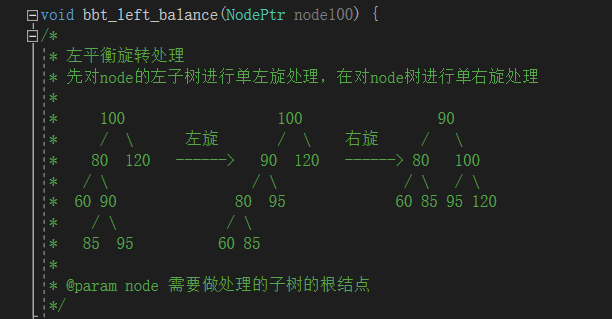 void bbt_left_balance(NodePtr node100) {
/*
* 左平衡旋转处理
* 先对node的左子树进行单左旋处理，在对node树进行单右旋处理
*
*     100                    100                  90
*     /  \      左旋        /  \      右旋      /   \
*    80  120   ------>    90  120   ------> 80   100
*   / \                  / \               / \   / \
*  60 90               80  95            60 85 95 120
*    / \               / \
*   85  95           60 85
*
* @param node 需要做处理的子树的根结点
*/